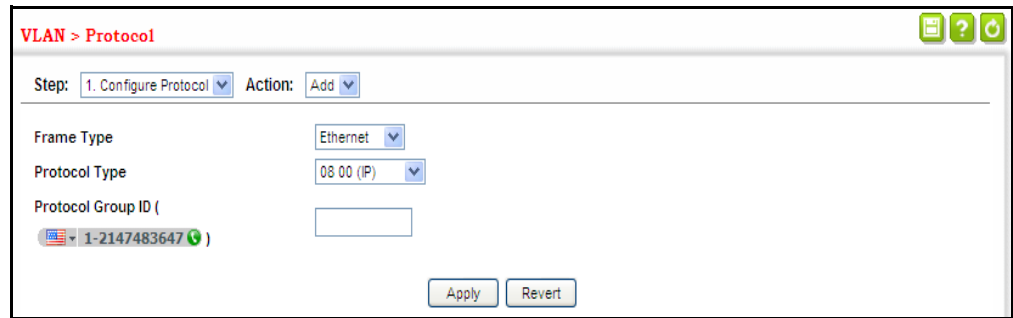 VLAN > Protocol
?
Step: 1. Configure Protocol Action: Add
Frame Type Ethernet
Protocol Type 08 00 (IP)
Protocol Group ID (
1-2147483647 )
Apply Revert